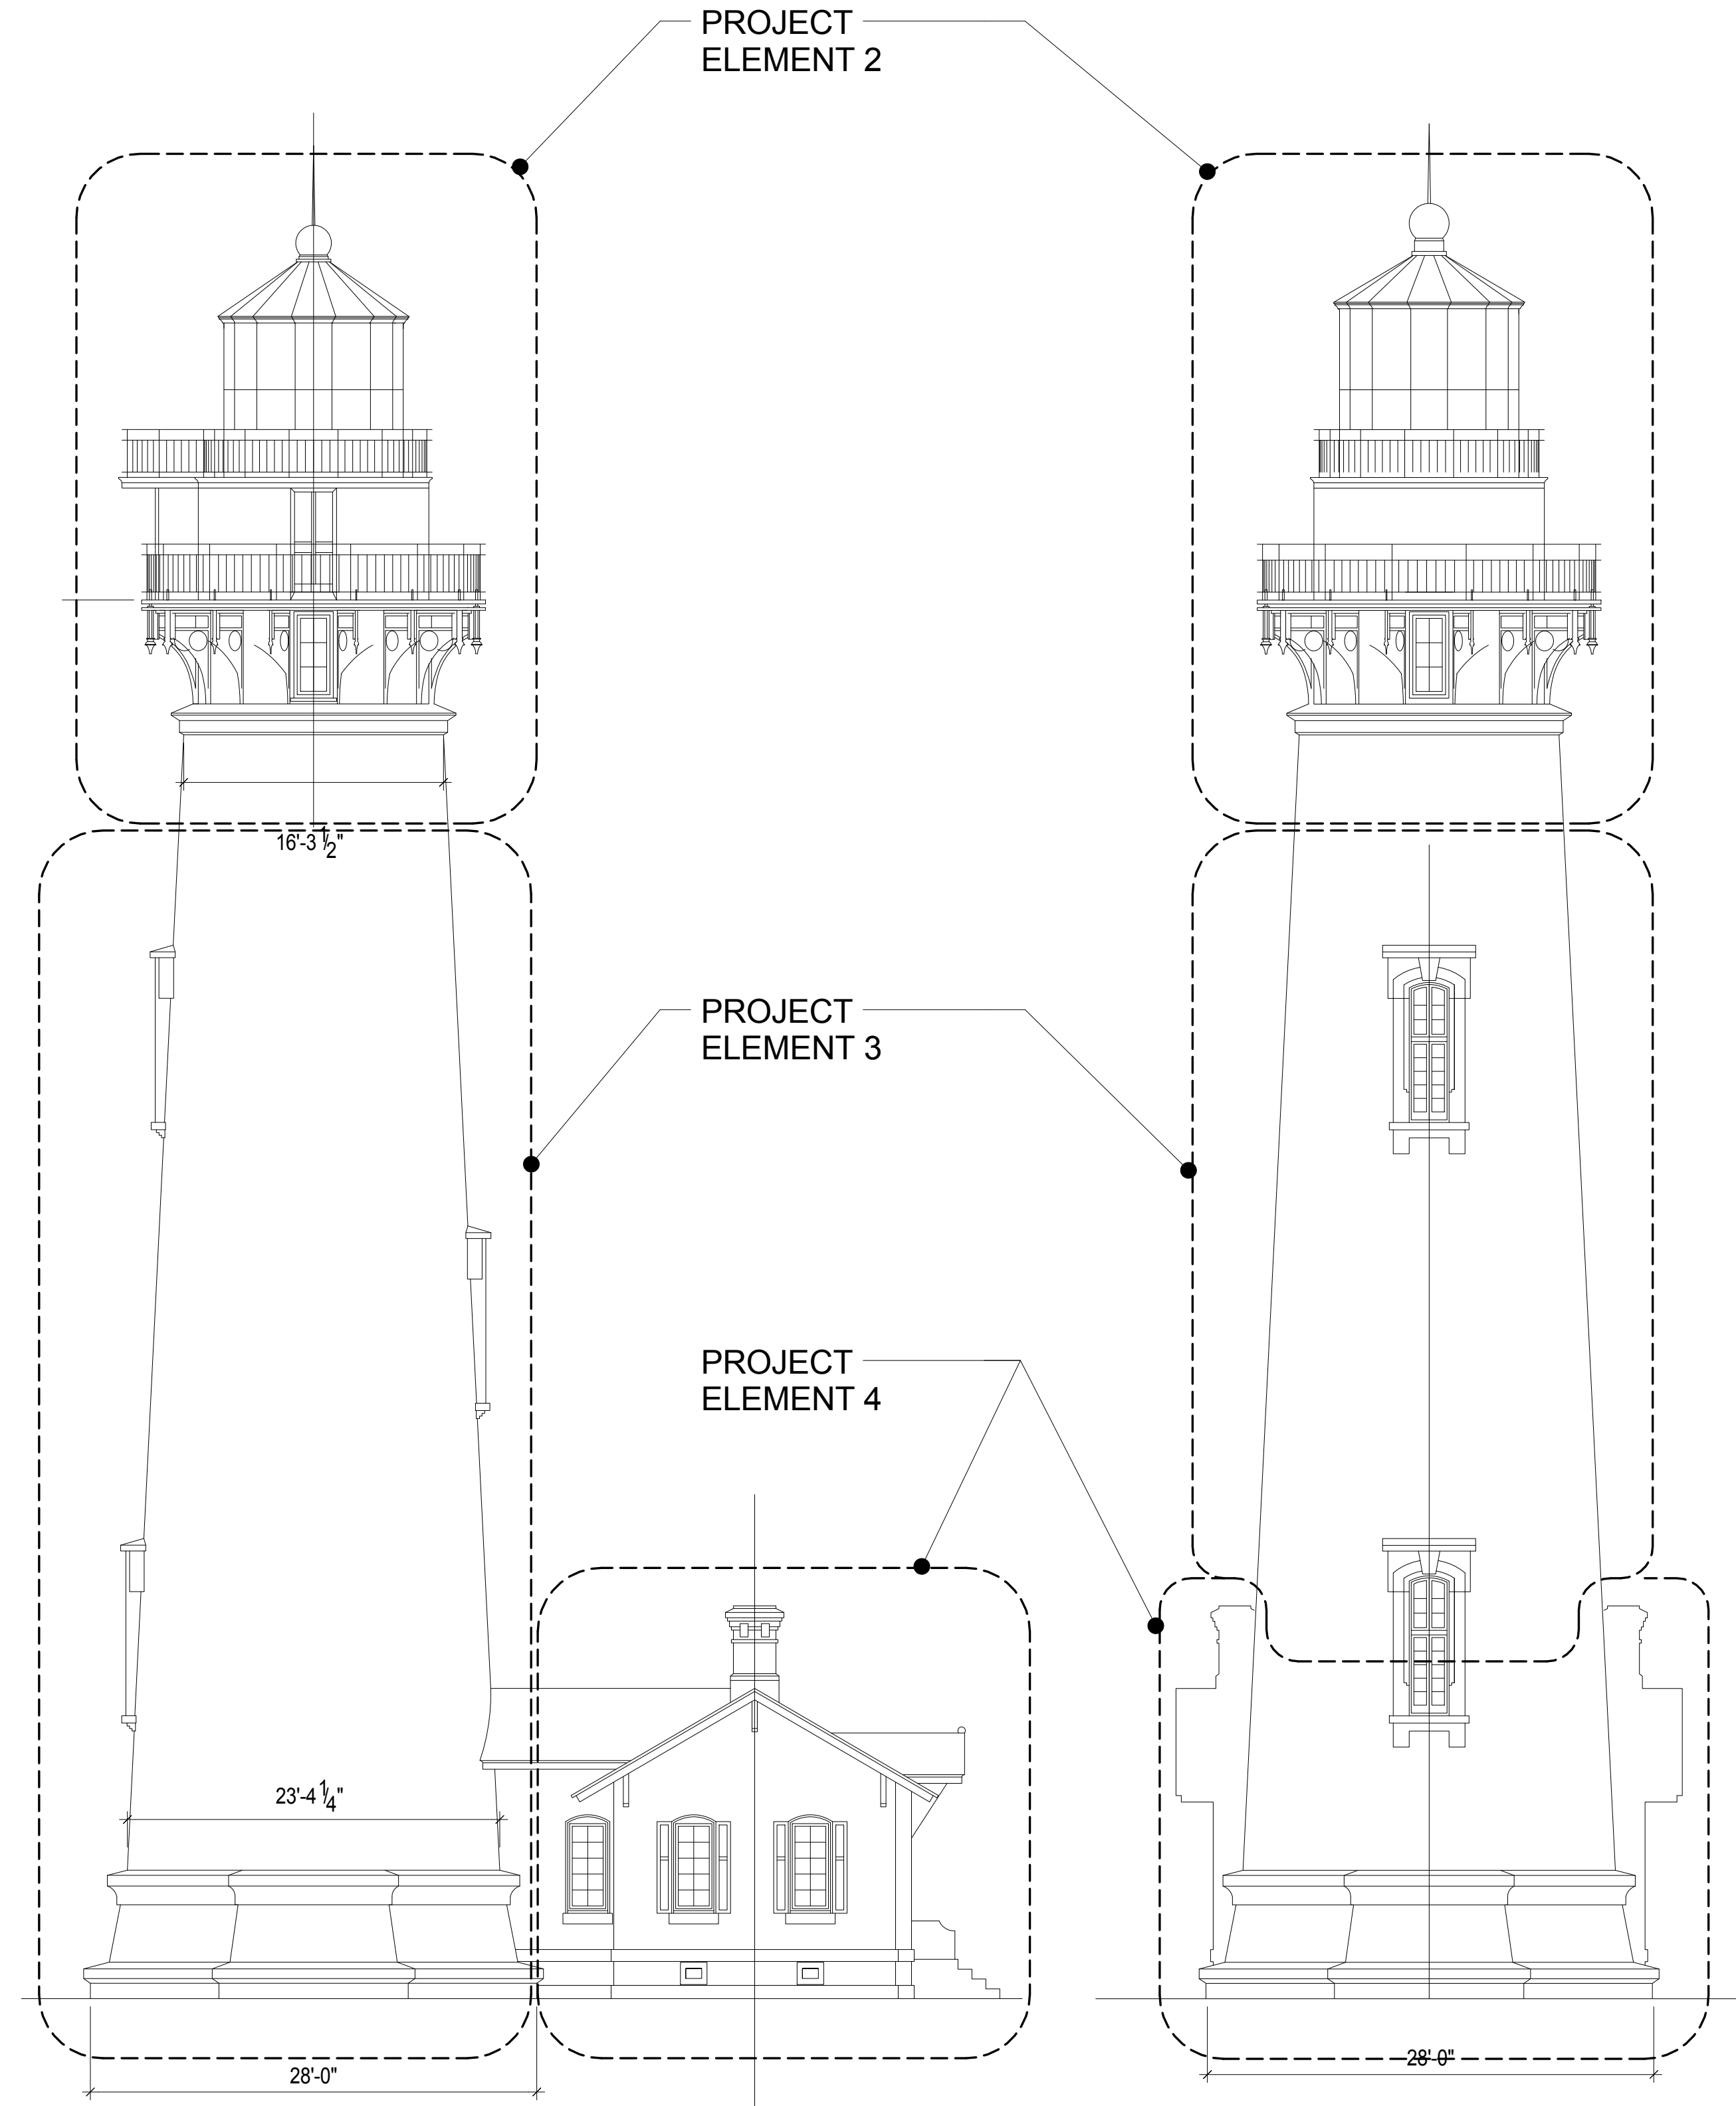 PROJECT
ELEMENT 2
16'-3 1/2"
PROJECT
ELEMENT 3
PROJECT
ELEMENT 4
23'-4 1/4"
28'-0"
28'-0"